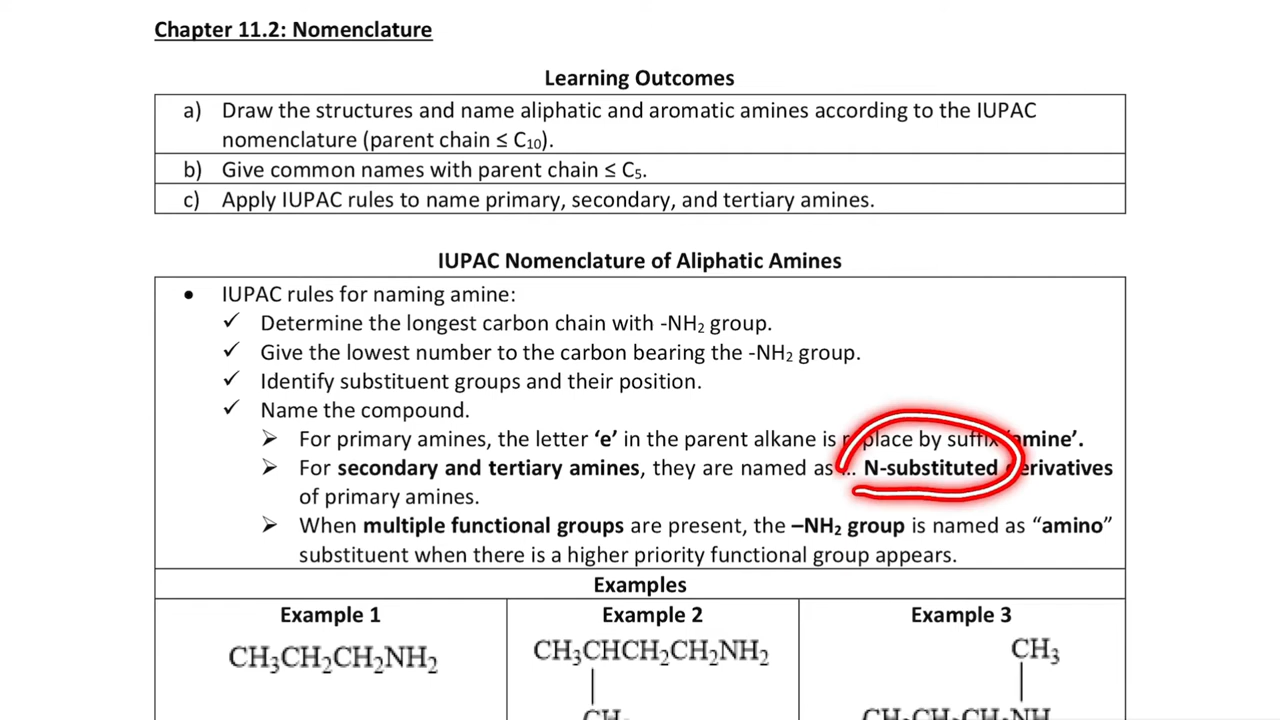 Chapter 11.2: Nomenclature
Learning Outcomes
a) Draw the structures and name aliphatic and aromatic amines according to the IUPAC
nomenclature (parent chain ≤ C₁₀).
b) Give common names with parent chain ≤ C₅.
c) Apply IUPAC rules to name primary, secondary, and tertiary amines.
IUPAC Nomenclature of Aliphatic Amines
• IUPAC rules for naming amine:
✓ Determine the longest carbon chain with -NH₂ group.
✓ Give the lowest number to the carbon bearing the -NH₂ group.
✓ Identify substituent groups and their position.
✓ Name the compound.
➢ For primary amines, the letter ‘e’ in the parent alkane is replace by suffix ‘amine’.
➢ For secondary and tertiary amines, they are named as … N-substituted derivatives
of primary amines.
➢ When multiple functional groups are present, the –NH₂ group is named as “amino”
substituent when there is a higher priority functional group appears.
Examples
Example 1 Example 2 Example 3
CH₃CH₂CH₂NH₂ CH₃CHCH₂CH₂NH₂ CH₃
CH₃CH₂CH₂NH